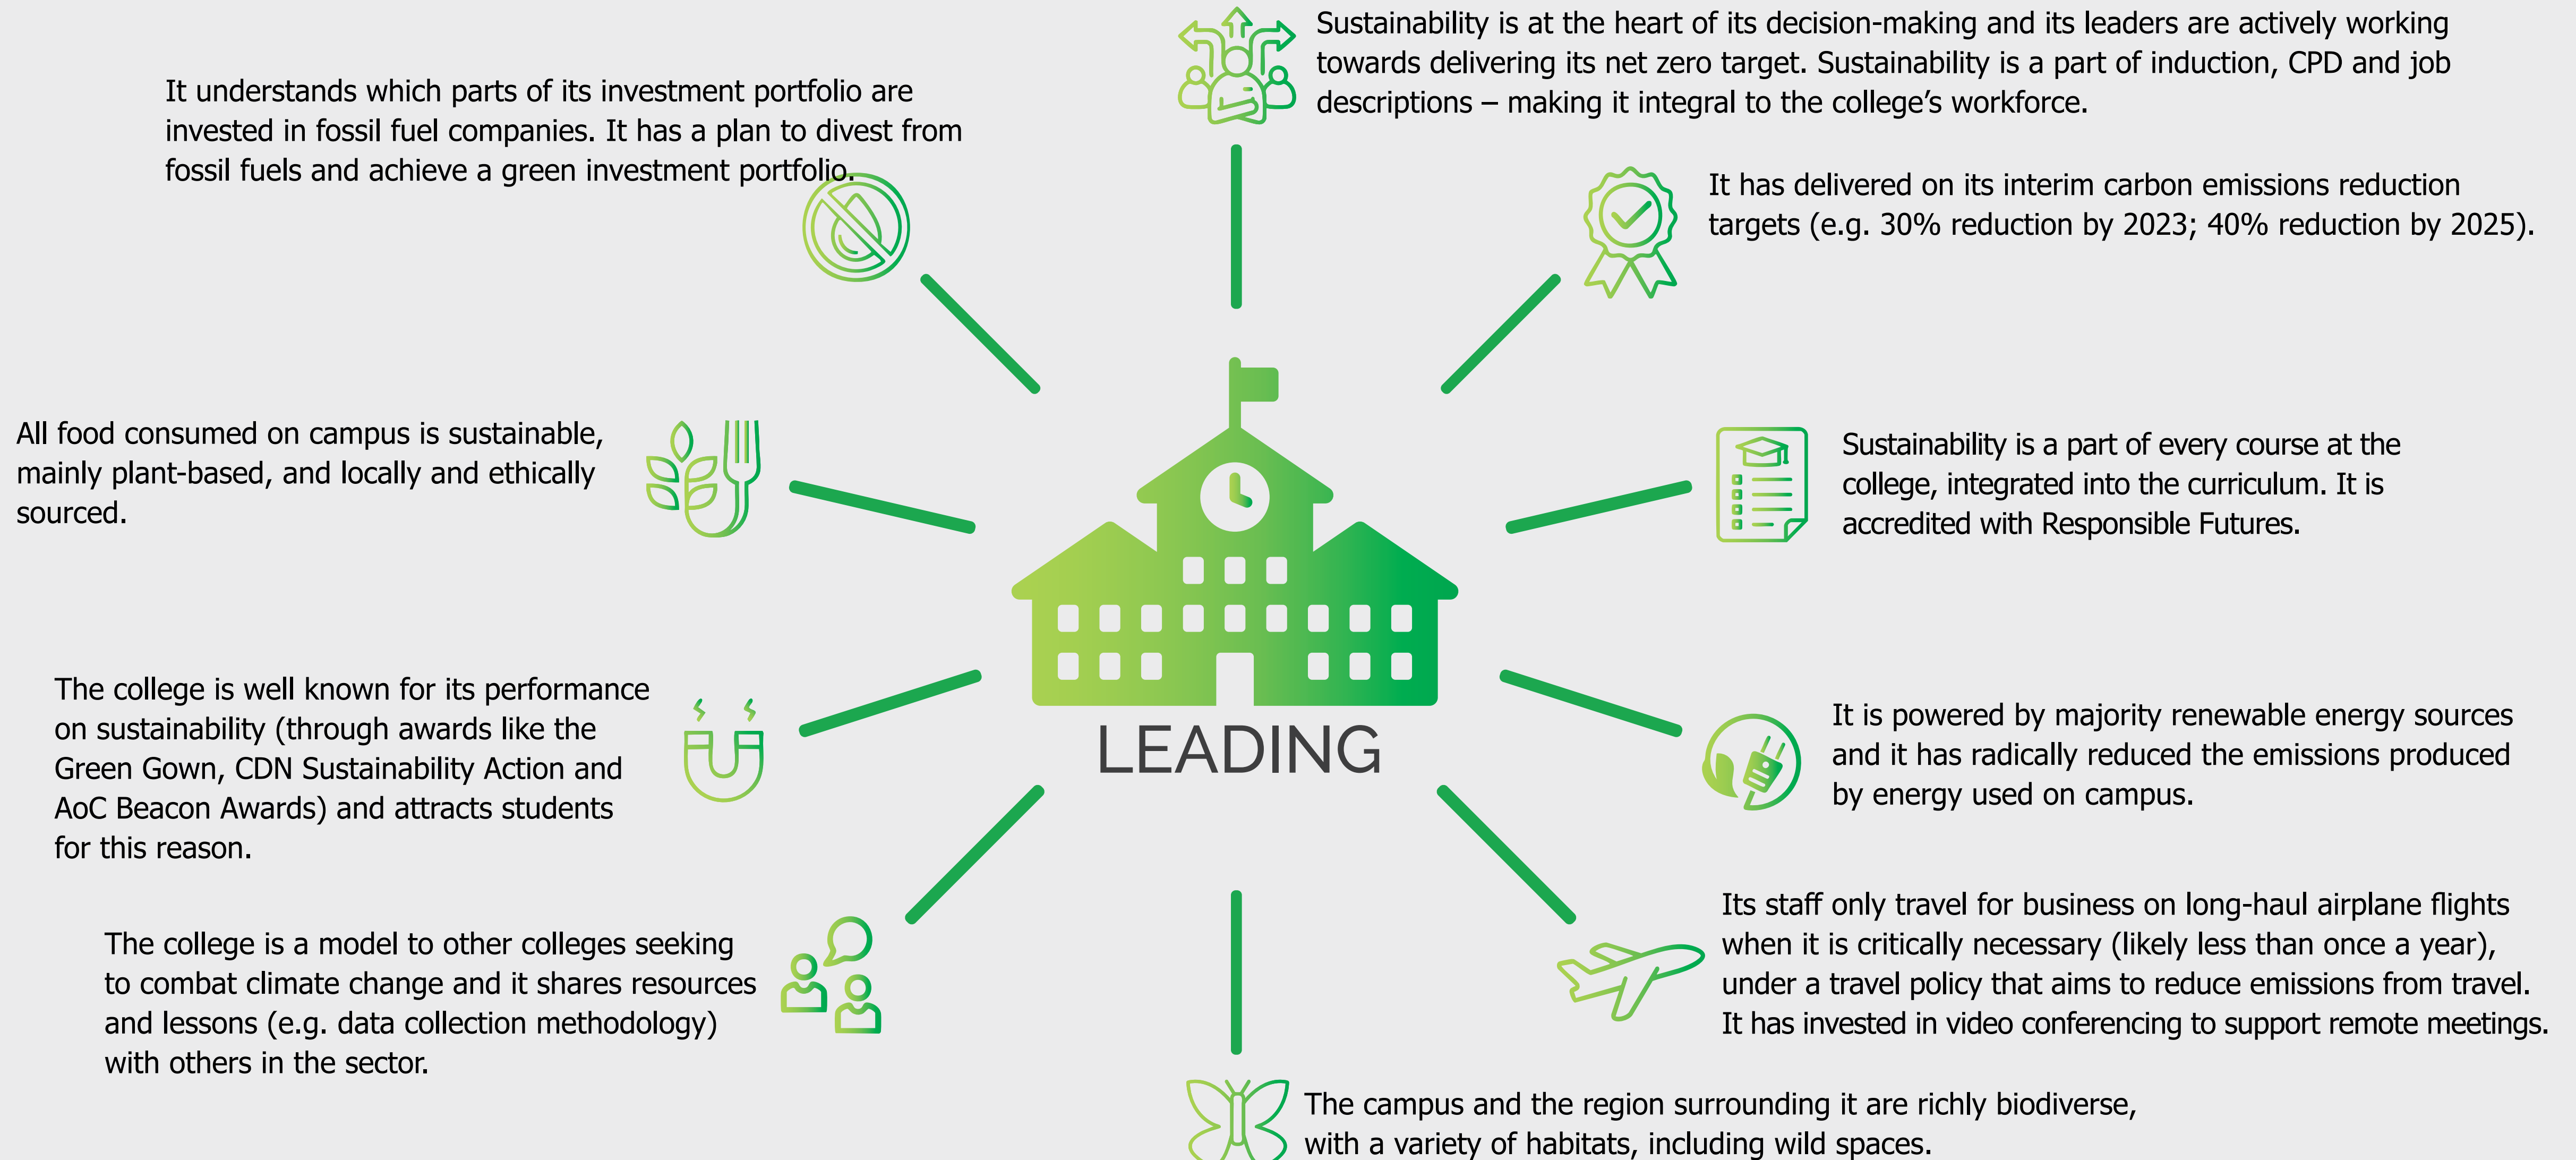 Sustainability is at the heart of its decision-making and its leaders are actively working
towards delivering its net zero target. Sustainability is a part of induction, CPD and job
descriptions – making it integral to the college’s workforce.
It has delivered on its interim carbon emissions reduction
targets (e.g. 30% reduction by 2023; 40% reduction by 2025).
Sustainability is a part of every course at the
college, integrated into the curriculum. It is
accredited with Responsible Futures.
It is powered by majority renewable energy sources
and it has radically reduced the emissions produced
by energy used on campus.
Its staff only travel for business on long-haul airplane flights
when it is critically necessary (likely less than once a year),
under a travel policy that aims to reduce emissions from travel.
It has invested in video conferencing to support remote meetings.
The campus and the region surrounding it are richly biodiverse,
with a variety of habitats, including wild spaces.
The college is a model to other colleges seeking
to combat climate change and it shares resources
and lessons (e.g. data collection methodology)
with others in the sector.
The college is well known for its performance
on sustainability (through awards like the
Green Gown, CDN Sustainability Action and
AoC Beacon Awards) and attracts students
for this reason.
All food consumed on campus is sustainable,
mainly plant-based, and locally and ethically
sourced.
It understands which parts of its investment portfolio are
invested in fossil fuel companies. It has a plan to divest from
fossil fuels and achieve a green investment portfolio.
LEADING